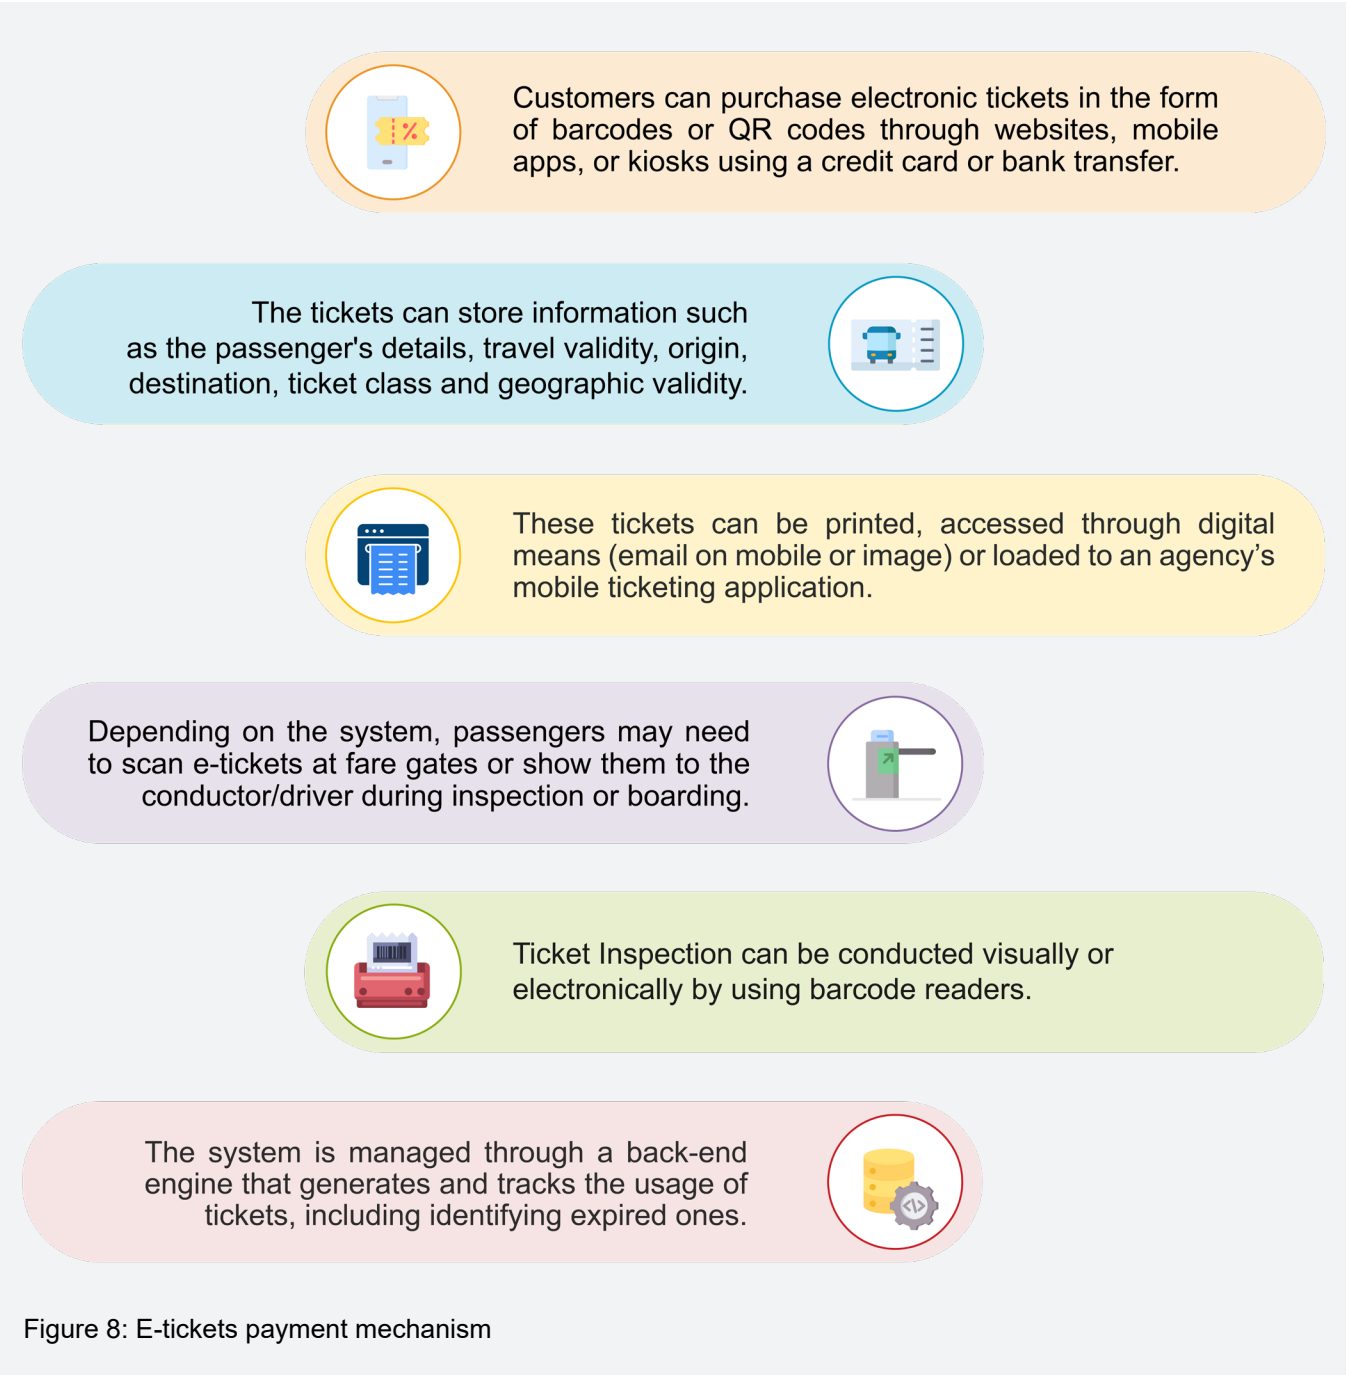 Customers can purchase electronic tickets in the form
of barcodes or QR codes through websites, mobile
apps, or kiosks using a credit card or bank transfer.
The tickets can store information such
as the passenger's details, travel validity, origin,
destination, ticket class and geographic validity.
These tickets can be printed, accessed through digital
means (email on mobile or image) or loaded to an agency’s
mobile ticketing application.
Depending on the system, passengers may need
to scan e-tickets at fare gates or show them to the
conductor/driver during inspection or boarding.
Ticket Inspection can be conducted visually or
electronically by using barcode readers.
The system is managed through a back-end
engine that generates and tracks the usage of
tickets, including identifying expired ones.
Figure 8: E-tickets payment mechanism